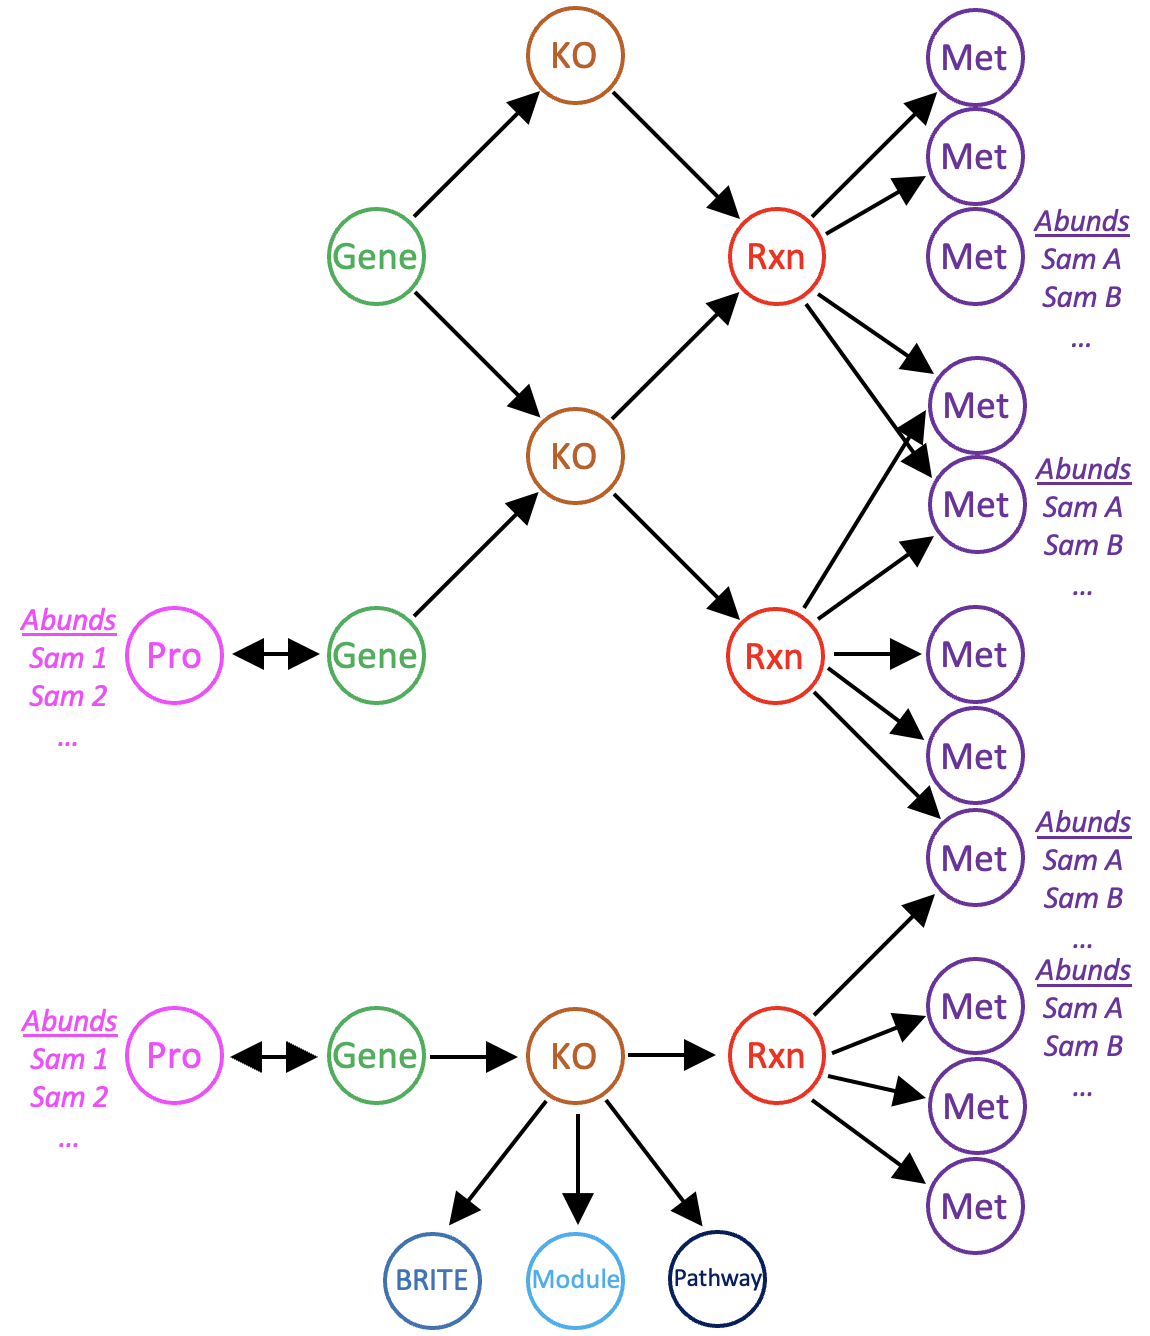 KO
Met
Met
Gene
Rxn
Met
Abunds
Sam A
Sam B
...
Met
KO
Met
Abunds
Sam A
Sam B
...
Abunds
Sam 1
Sam 2
...
Pro
Gene
Rxn
Met
Met
Met
Abunds
Sam A
Sam B
...
Abunds
Sam 1
Sam 2
...
Pro
Gene
KO
Rxn
Met
Abunds
Sam A
Sam B
...
Met
Met
BRITE
Module
Pathway